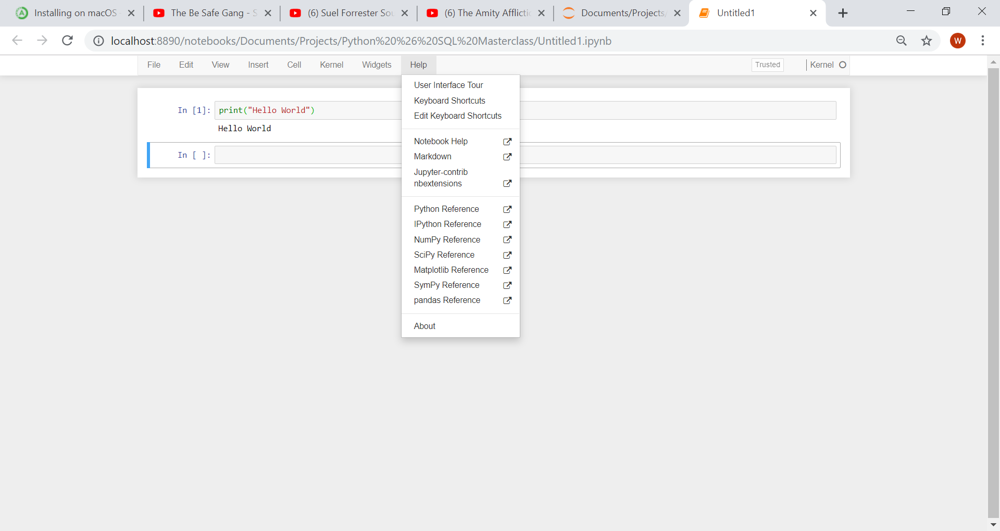 Installing on macOS
The Be Safe Gang - S
(6) Suel Forrester Sou
(6) The Amity Afflictio
Documents/Projects/
Untitled1
localhost:8890/notebooks/Documents/Projects/Python%20%26%20SQL%20Masterclass/Untitled1.ipynb
W
File
Edit
View
Insert
Cell
Kernel
Widgets
Help
Trusted
Kernel
User Interface Tour
Keyboard Shortcuts
Edit Keyboard Shortcuts
Notebook Help
Markdown
Jupyter-contrib
nbextensions
Python Reference
IPython Reference
NumPy Reference
SciPy Reference
Matplotlib Reference
SymPy Reference
pandas Reference
About
In [1]: print("Hello World")
Hello World
In [ ]: